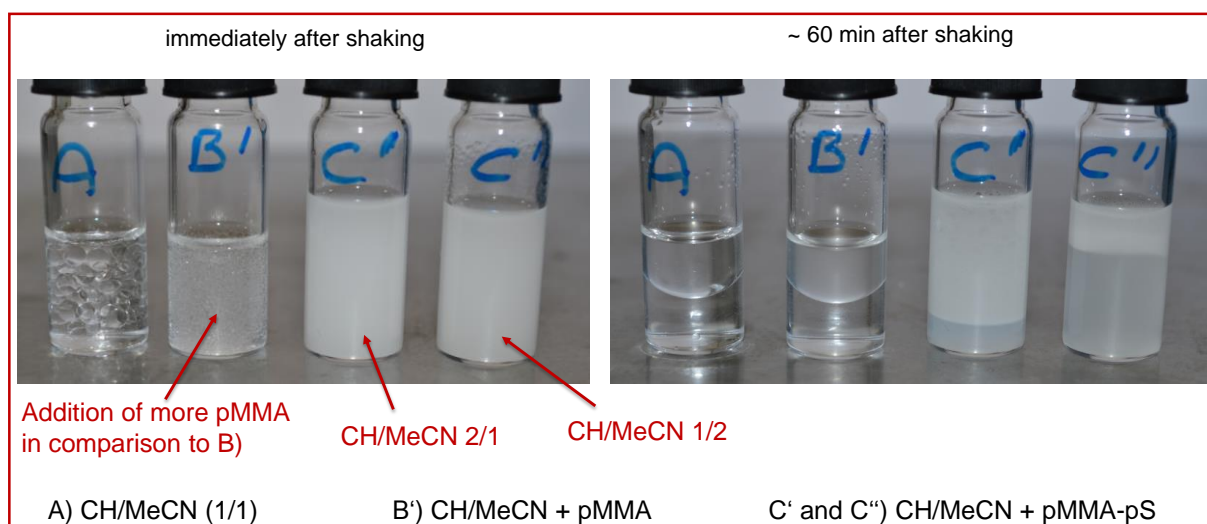 immediately after shaking
~ 60 min after shaking
A B' C' C''
A B' C' C''
Addition of more pMMA
in comparison to B)
CH/MeCN 2/1
CH/MeCN 1/2
A) CH/MeCN (1/1) B‘) CH/MeCN + pMMA C‘ and C“) CH/MeCN + pMMA-pS